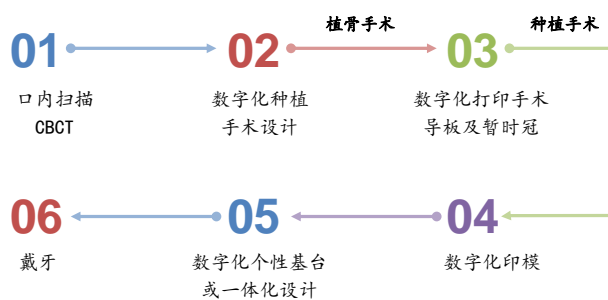 植骨手术
种植手术
01
02
03
口内扫描
CBCT
数字化种植
手术设计
数字化打印手术
导板及暂时冠
06
05
04
戴牙
数字化个性基台
或一体化设计
数字化印模